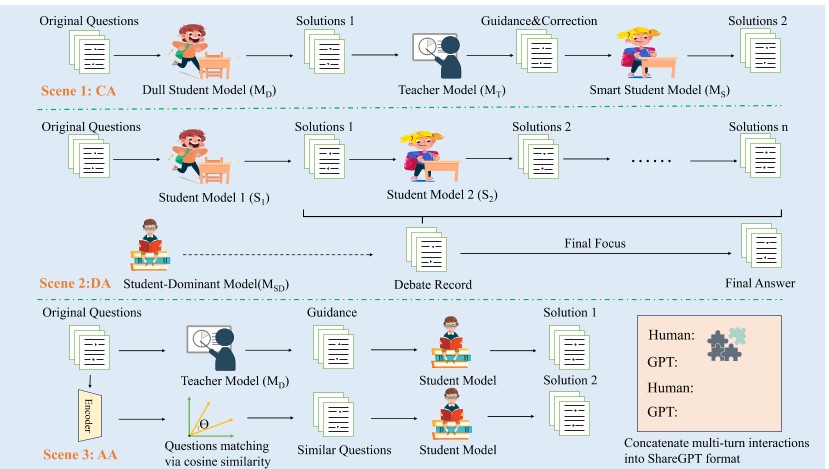 Original Questions
Solutions 1
Guidance&Correction
Solutions 2
Scene 1: CA
Dull Student Model (M_D)
Teacher Model (M_T)
Smart Student Model (M_S)
Original Questions
Solutions 1
Solutions 2
Solutions n
......
Student Model 1 (S_1)
Student Model 2 (S_2)
Final Focus
Scene 2:DA
Student-Dominant Model(M_SD)
Debate Record
Final Answer
Original Questions
Guidance
Solution 1
Human:
GPT:
Teacher Model (M_D)
Student Model
Solution 2
Human:
GPT:
Encoder
Θ
Scene 3: AA
Questions matching
via cosine similarity
Similar Questions
Student Model
Concatenate multi-turn interactions
into ShareGPT format